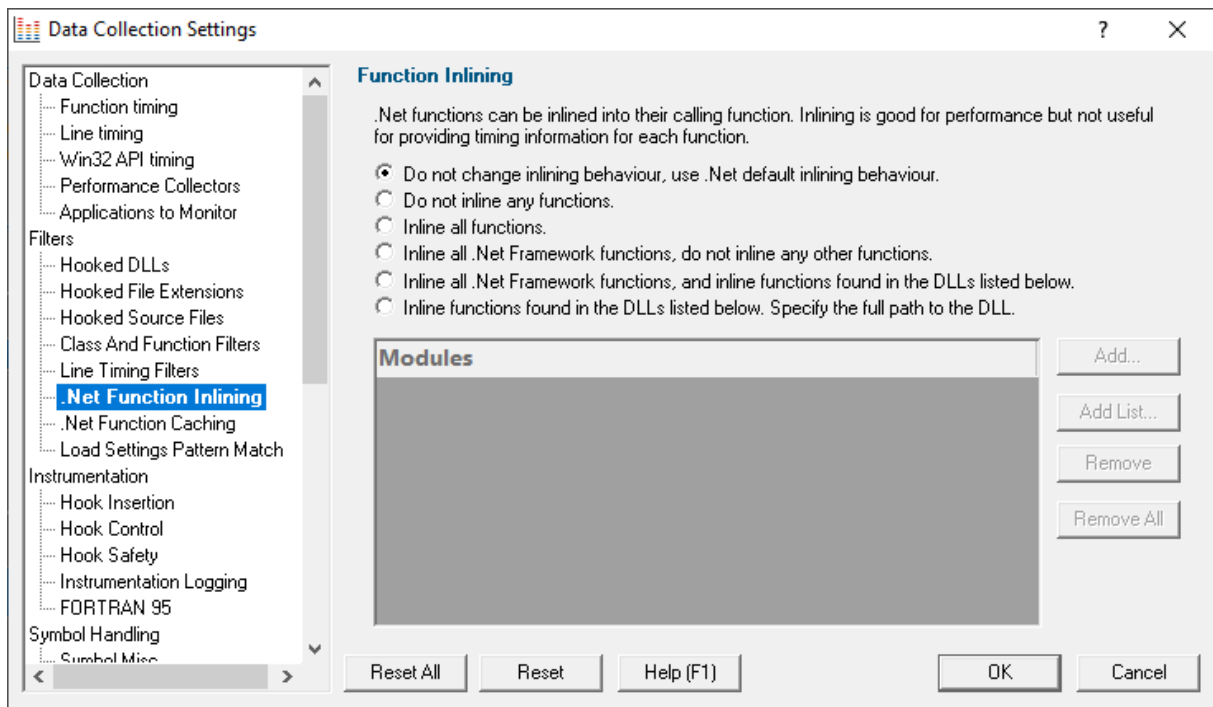 Data Collection Settings
?
Data Collection
Function timing
Line timing
Win32 API timing
Performance Collectors
Applications to Monitor
Filters
Hooked DLLs
Hooked File Extensions
Hooked Source Files
Class And Function Filters
Line Timing Filters
.Net Function Inlining
.Net Function Caching
Load Settings Pattern Match
Instrumentation
Hook Insertion
Hook Control
Hook Safety
Instrumentation Logging
FORTRAN 95
Symbol Handling
Symbol Misc
Function Inlining
.Net functions can be inlined into their calling function. Inlining is good for performance but not useful
for providing timing information for each function.
Do not change inlining behaviour, use .Net default inlining behaviour.
Do not inline any functions.
Inline all functions.
Inline all .Net Framework functions, do not inline any other functions.
Inline all .Net Framework functions, and inline functions found in the DLLs listed below.
Inline functions found in the DLLs listed below. Specify the full path to the DLL.
Modules
Add...
Add List...
Remove
Remove All
Reset All
Reset
Help (F1)
OK
Cancel